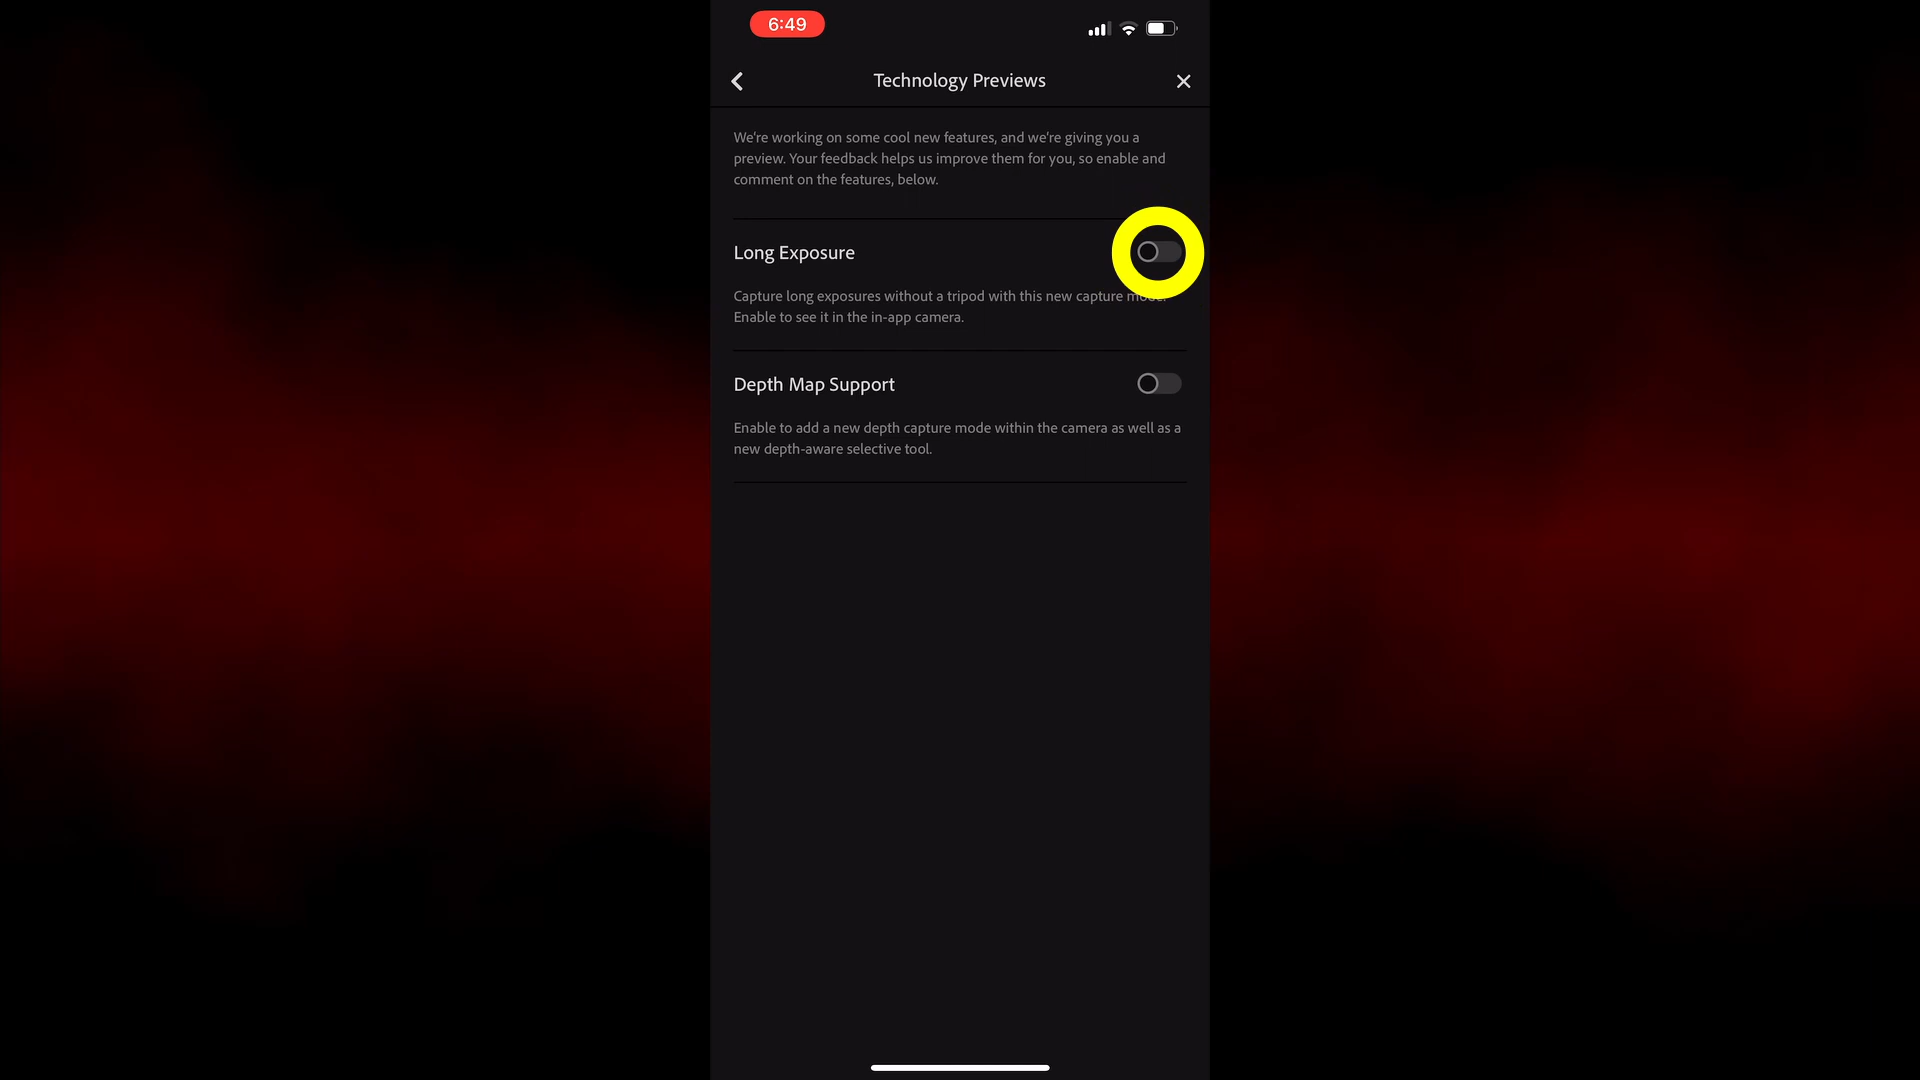 6:49
Technology Previews
We're working on some cool new features, and we're giving you a
preview. Your feedback helps us improve them for you, so enable and
comment on the features, below.
Long Exposure
Capture long exposures without a tripod with this new capture mode.
Enable to see it in the in-app camera.
Depth Map Support
Enable to add a new depth capture mode within the camera as well as a
new depth-aware selective tool.